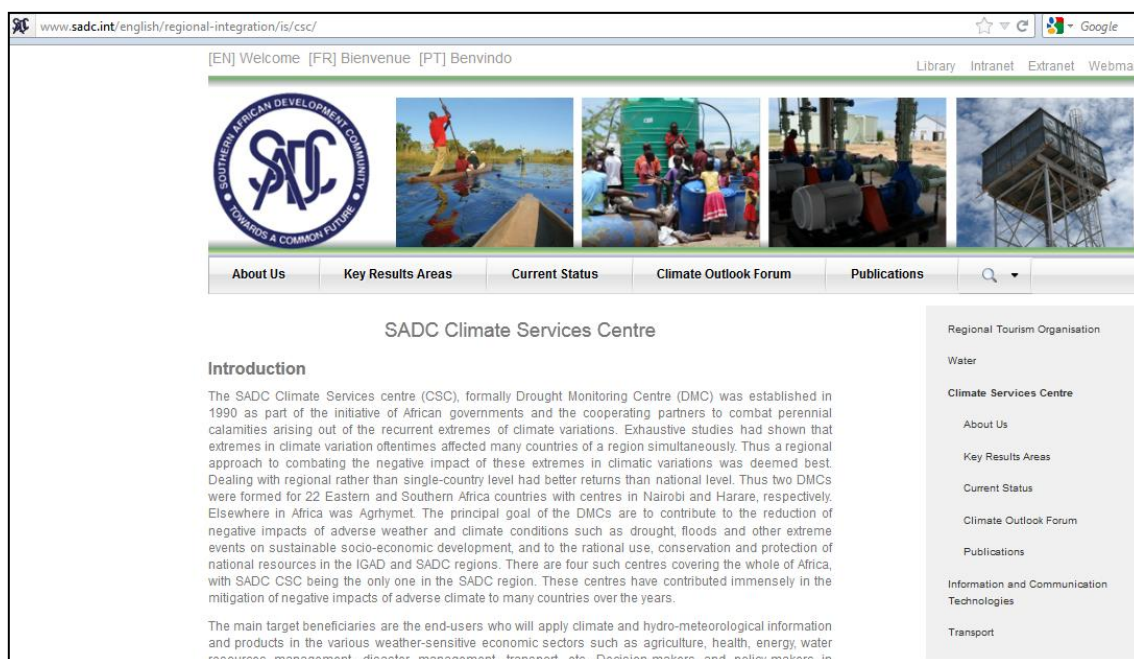 www.sadc.int/english/regional-integration/is/csc/
Google
[EN] Welcome [FR] Bienvenue [PT] Benvindo
Library Intranet Extranet Webma
SOUTHERN AFRICAN DEVELOPMENT COMMUNITY
SADC
TOWARDS A COMMON FUTURE
About Us Key Results Areas Current Status Climate Outlook Forum Publications
SADC Climate Services Centre
Introduction
The SADC Climate Services centre (CSC), formally Drought Monitoring Centre (DMC) was established in
1990 as part of the initiative of African governments and the cooperating partners to combat perennial
calamities arising out of the recurrent extremes of climate variations. Exhaustive studies had shown that
extremes in climate variation oftentimes affected many countries of a region simultaneously. Thus a regional
approach to combating the negative impact of these extremes in climatic variations was deemed best.
Dealing with regional rather than single-country level had better returns than national level. Thus two DMCs
were formed for 22 Eastern and Southern Africa countries with centres in Nairobi and Harare, respectively.
Elsewhere in Africa was Agrhymet. The principal goal of the DMCs are to contribute to the reduction of
negative impacts of adverse weather and climate conditions such as drought, floods and other extreme
events on sustainable socio-economic development, and to the rational use, conservation and protection of
national resources in the IGAD and SADC regions. There are four such centres covering the whole of Africa,
with SADC CSC being the only one in the SADC region. These centres have contributed immensely in the
mitigation of negative impacts of adverse climate to many countries over the years.
The main target beneficiaries are the end-users who will apply climate and hydro-meteorological information
and products in the various weather-sensitive economic sectors such as agriculture, health, energy, water
resources management, disaster management, transport, etc. Decision-makers and policy-makers in
Regional Tourism Organisation
Water
Climate Services Centre
About Us
Key Results Areas
Current Status
Climate Outlook Forum
Publications
Information and Communication
Technologies
Transport